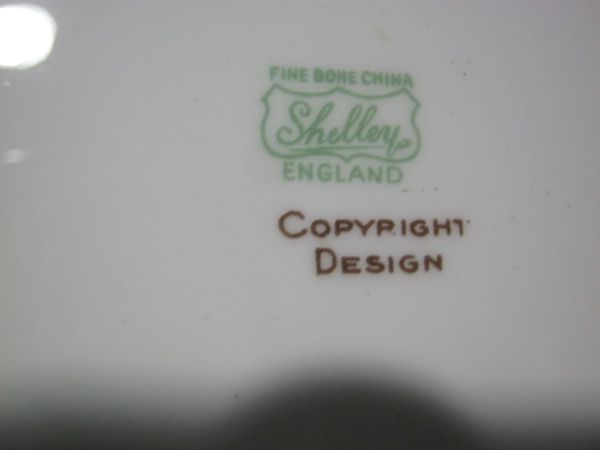 FINE BONE CHINA
Shelley
ENGLAND
COPYRIGHT
DESIGN